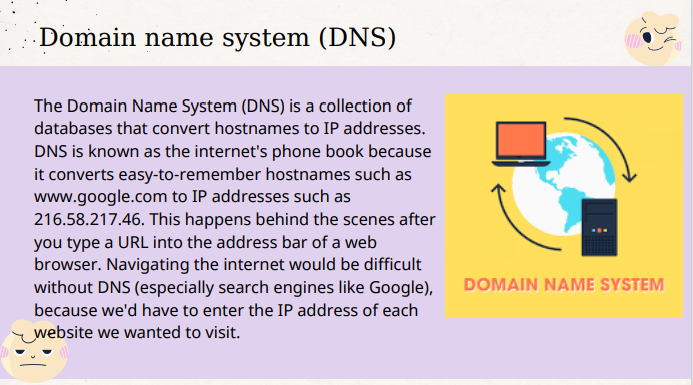 Domain name system (DNS)
The Domain Name System (DNS) is a collection of
databases that convert hostnames to IP addresses.
DNS is known as the internet's phone book because
it converts easy-to-remember hostnames such as
www.google.com to IP addresses such as
216.58.217.46. This happens behind the scenes after
you type a URL into the address bar of a web
browser. Navigating the internet would be difficult
without DNS (especially search engines like Google),
because we'd have to enter the IP address of each
website we wanted to visit.
DOMAIN NAME SYSTEM